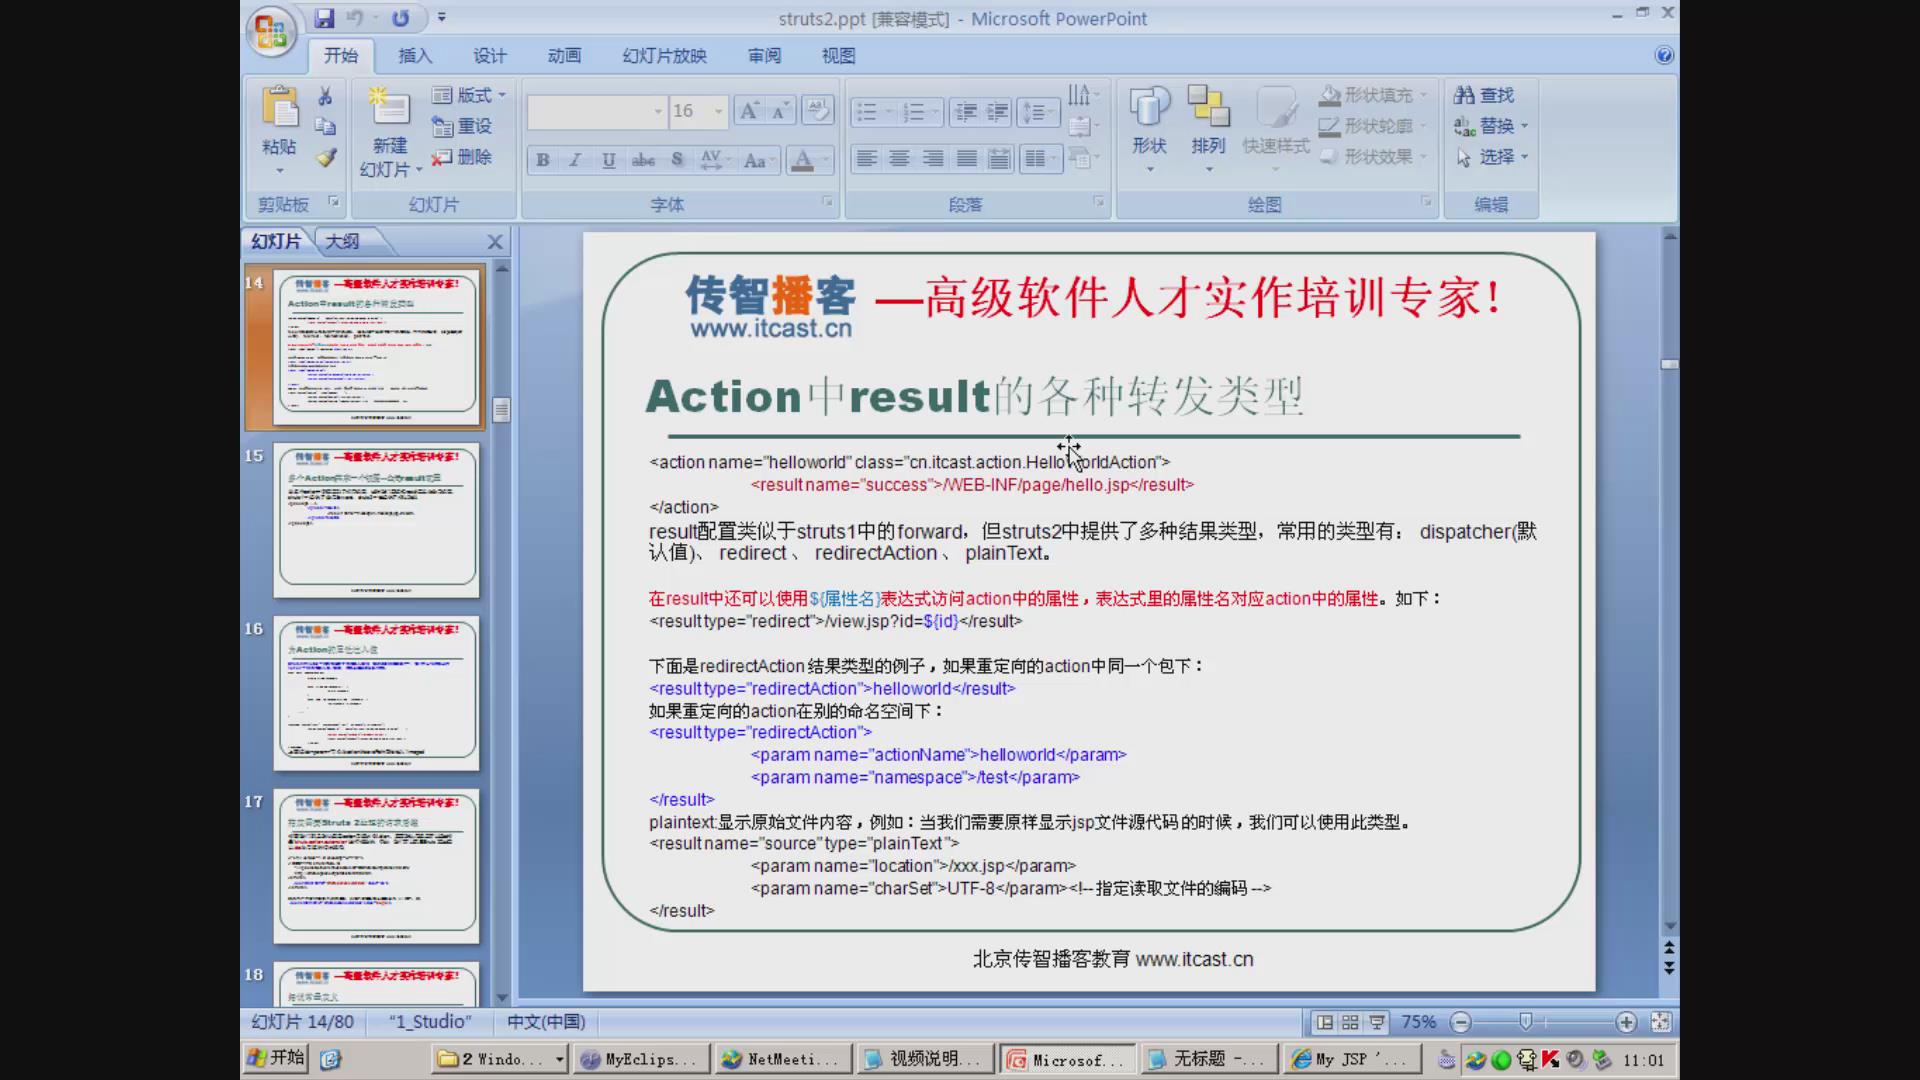 struts2.ppt [兼容模式] - Microsoft PowerPoint
开始 插入 设计 动画 幻灯片放映 审阅 视图
粘贴
剪贴板
新建
幻灯片
版式
重设
删除
幻灯片
16
B I U abc S AV Aa A
字体
段落
形状 排列 快速样式
形状填充
形状轮廓
形状效果
绘图
查找
替换
选择
编辑
幻灯片 大纲
14
15
16
17
18
传智播客 —高级软件人才实作培训专家!
www.itcast.cn
Action中result的各种转发类型
<action name="helloworld" class="cn.itcast.action.HelloWorldAction">
<result name="success">/WEB-INF/page/hello.jsp</result>
</action>
result配置类似于struts1中的forward，但struts2中提供了多种结果类型，常用的类型有： dispatcher(默
认值)、 redirect 、 redirectAction 、 plainText。
在result中还可以使用${属性名}表达式访问action中的属性，表达式里的属性名对应action中的属性。如下：
<result type="redirect">/view.jsp?id=${id}</result>
下面是redirectAction 结果类型的例子，如果重定向的action中同一个包下：
<result type="redirectAction">helloworld</result>
如果重定向的action在别的命名空间下：
<result type="redirectAction">
<param name="actionName">helloworld</param>
<param name="namespace">/test</param>
</result>
plaintext:显示原始文件内容，例如：当我们需要原样显示jsp文件源代码 的时候，我们可以使用此类型。
<result name="source" type="plainText ">
<param name="location">/xxx.jsp</param>
<param name="charSet">UTF-8</param><!-- 指定读取文件的编码 -->
</result>
北京传智播客教育 www.itcast.cn
幻灯片 14/80 "1_Studio" 中文(中国) 75%
开始 2 Windo... MyEclips... NetMeeti... 视频说明... Microsof... 无标题 -... My JSP '... 11:01